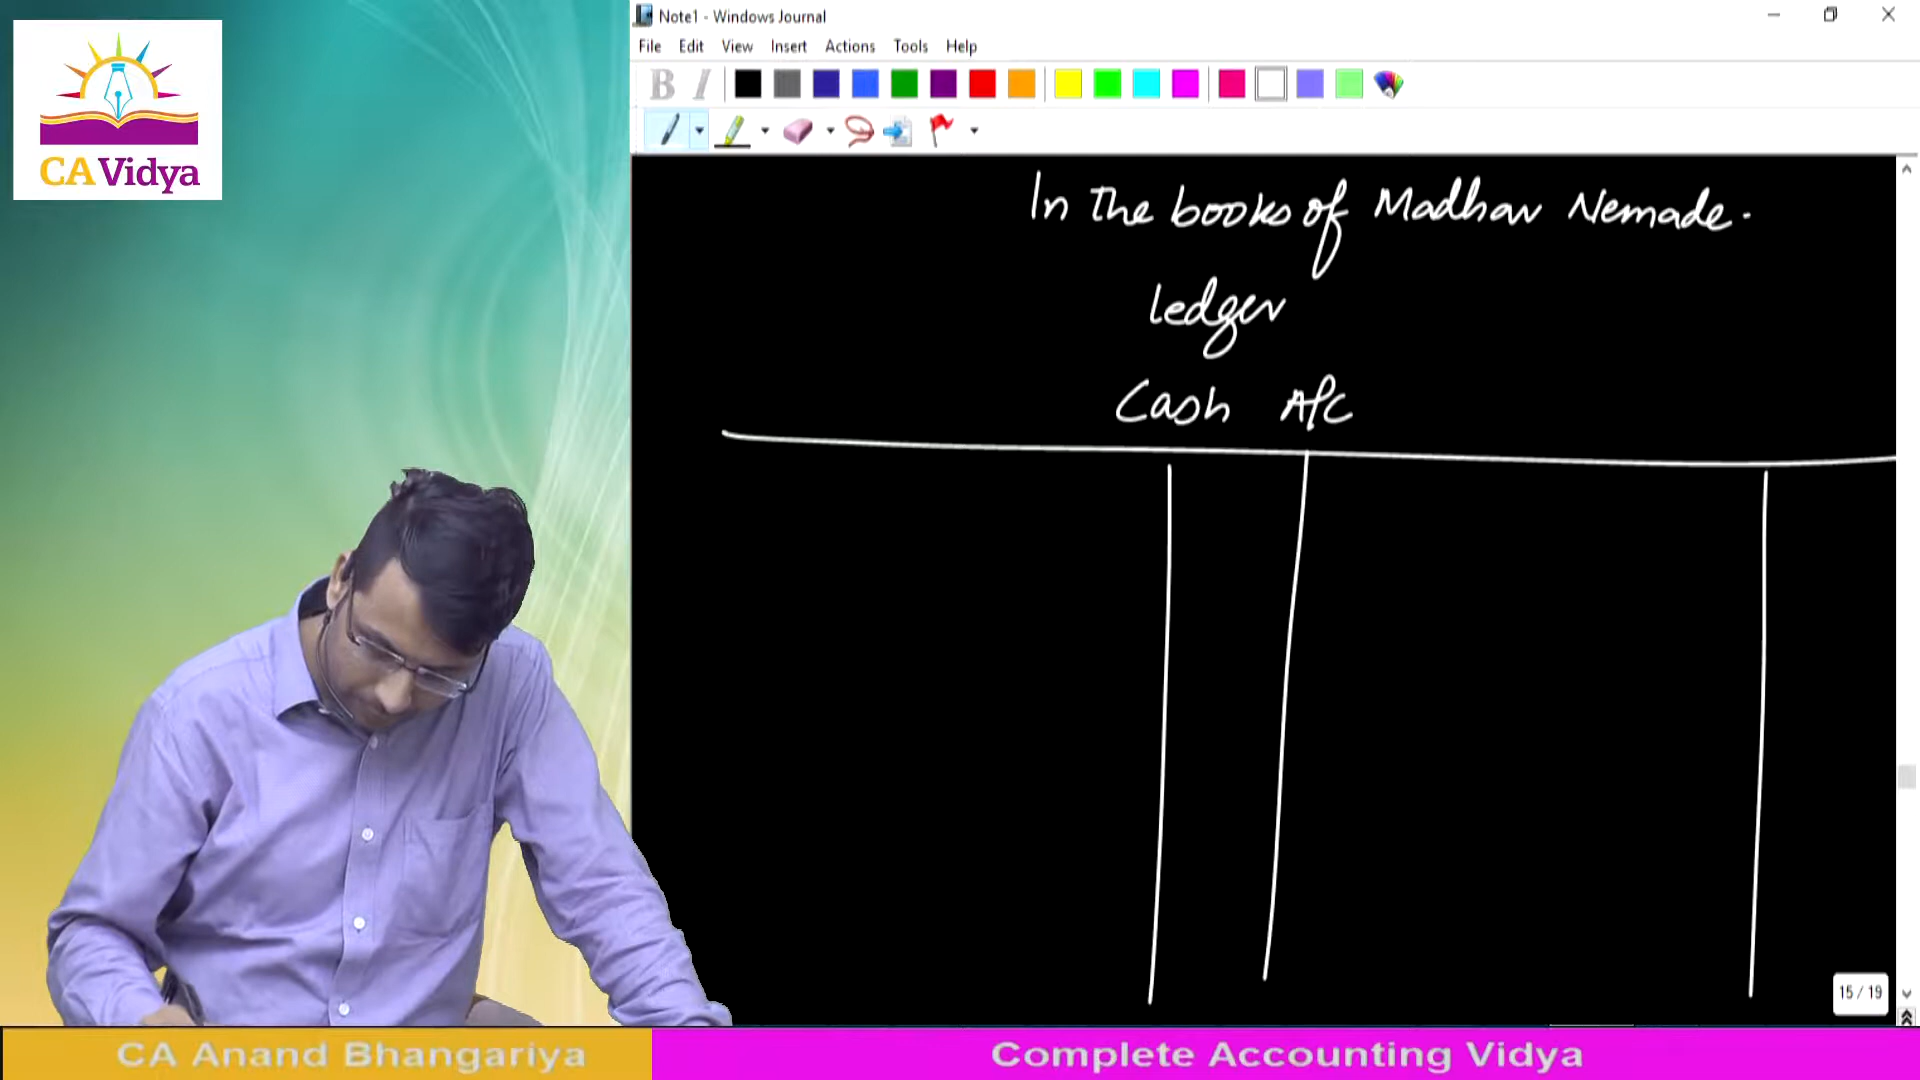 Note1 - Windows Journal
File Edit View Insert Actions Tools Help
B I
CA Vidya
In the books of Madhav Nemade.
Ledger
Cash A/c
15 / 19
CA Anand Bhangariya
Complete Accounting Vidya